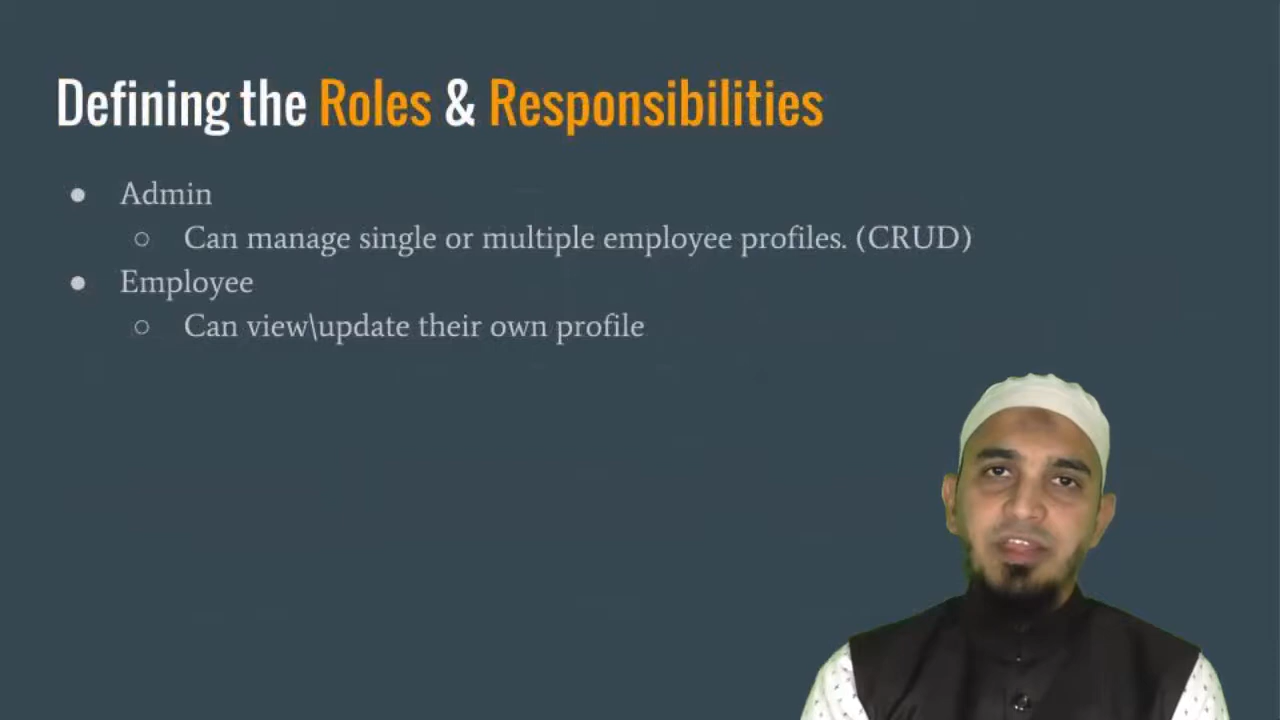 Defining the Roles & Responsibilities
● Admin
○ Can manage single or multiple employee profiles. (CRUD)
● Employee
○ Can view\update their own profile